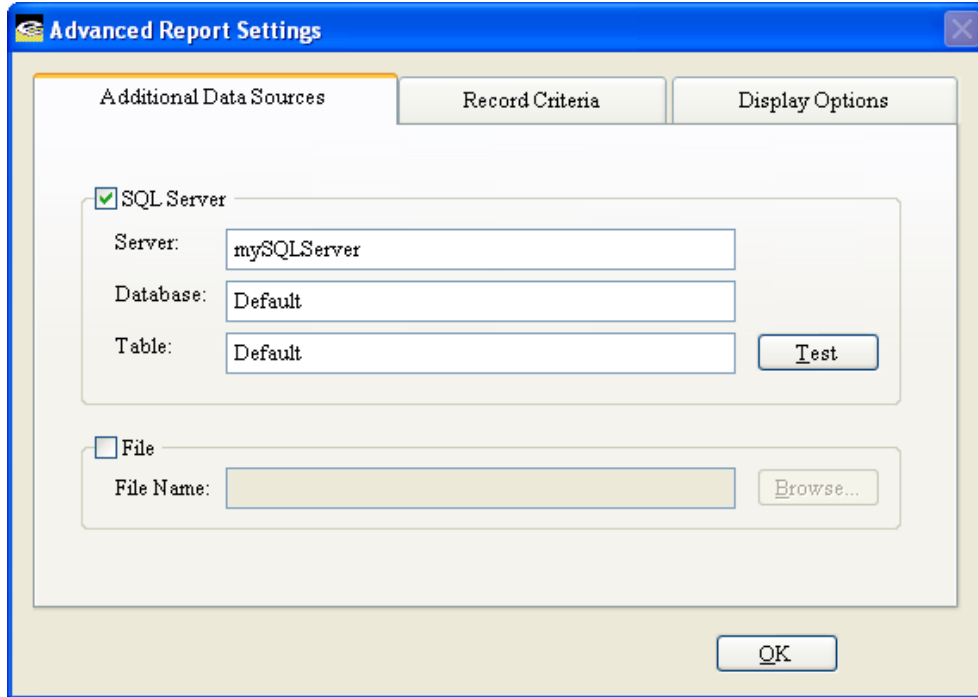 Advanced Report Settings
Additional Data Sources
Record Criteria
Display Options
SQL Server
Server:
mySQLServer
Database:
Default
Table:
Default
Test
File
File Name:
Browse...
OK